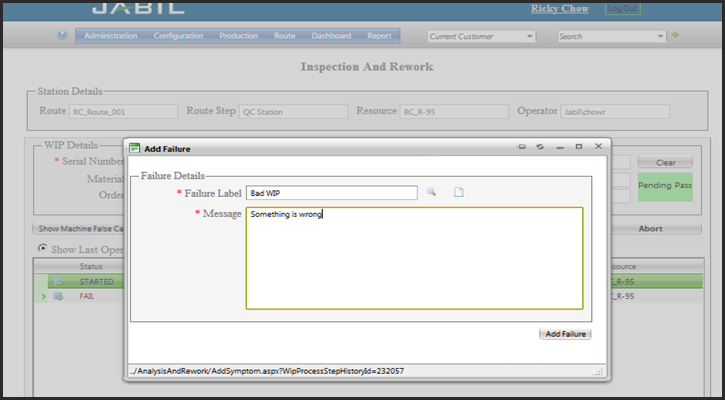 JABIL
Ricky Chow Log Out
Administration Configuration Production Route Dashboard Report Current Customer Search
Inspection And Rework
Station Details
Route RC_Route_001 Route Step QC Station Resource RC_R-95 Operator Jabil\chowr
WIP Details
* Serial Number Clear
Material Pending Pass
Order
Show Machine False Ca Abort
Show Last Oper
Status source
STARTED C_R-95
FAIL C_R-95
Add Failure
Failure Details
* Failure Label Bad WIP
* Message Something is wrong
Add Failure
../AnalysisAndRework/AddSymptom.aspx?WipProcessStepHistoryId=232057